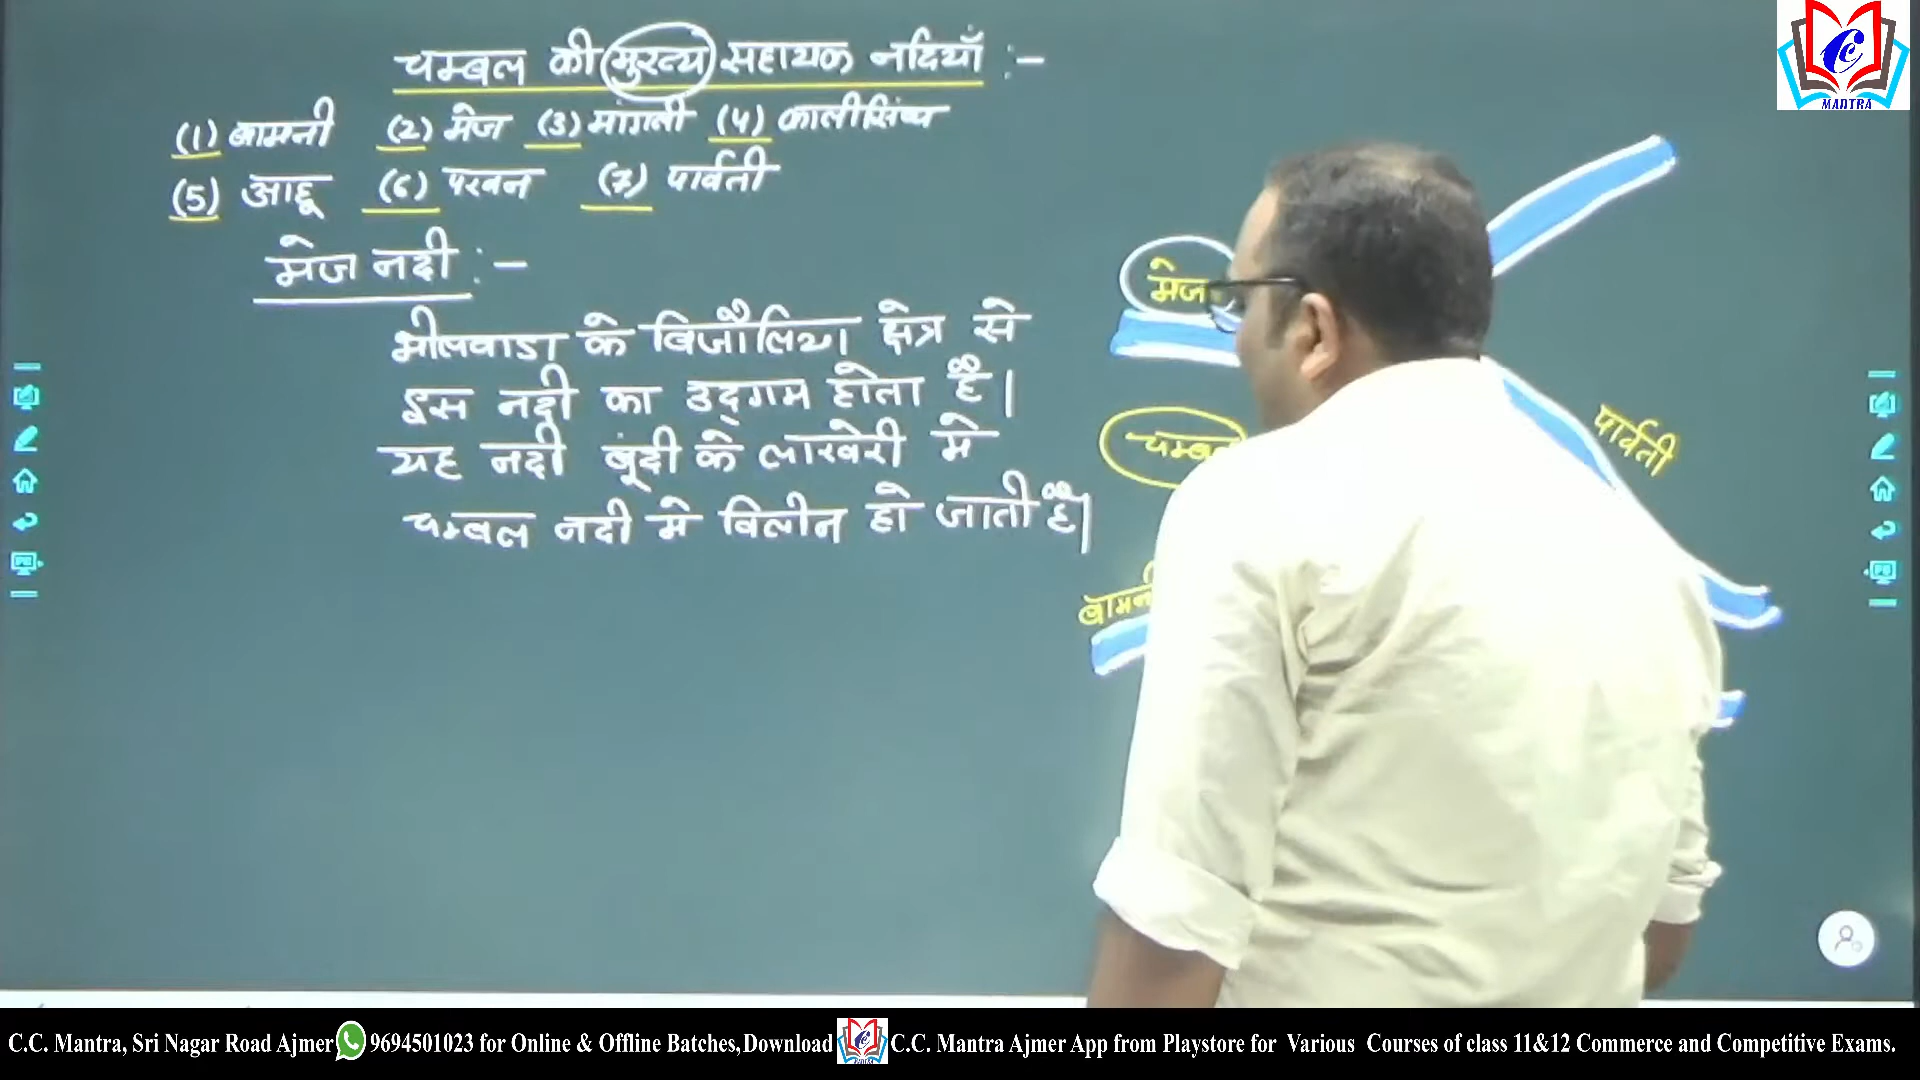 चम्बल की मुख्य सहायक नदियाँ :-
(1) बामनी (2) मेज (3) मांगली (4) कालीसिंध
(5) आहू (6) परवन (7) पार्वती
मेज नदी :-
भीलवाडा के बिजौलिया क्षेत्र से
इस नदी का उद्गम होता है।
यह नदी बूंदी के लाखेरी मे
चम्बल नदी मे विलीन हो जाती है।
मेज
पार्वती
C
MANTRA
C.C. Mantra, Sri Nagar Road Ajmer 9694501023 for Online & Offline Batches, Download C.C. Mantra Ajmer App from Playstore for Various Courses of class 11&12 Commerce and Competitive Exams.